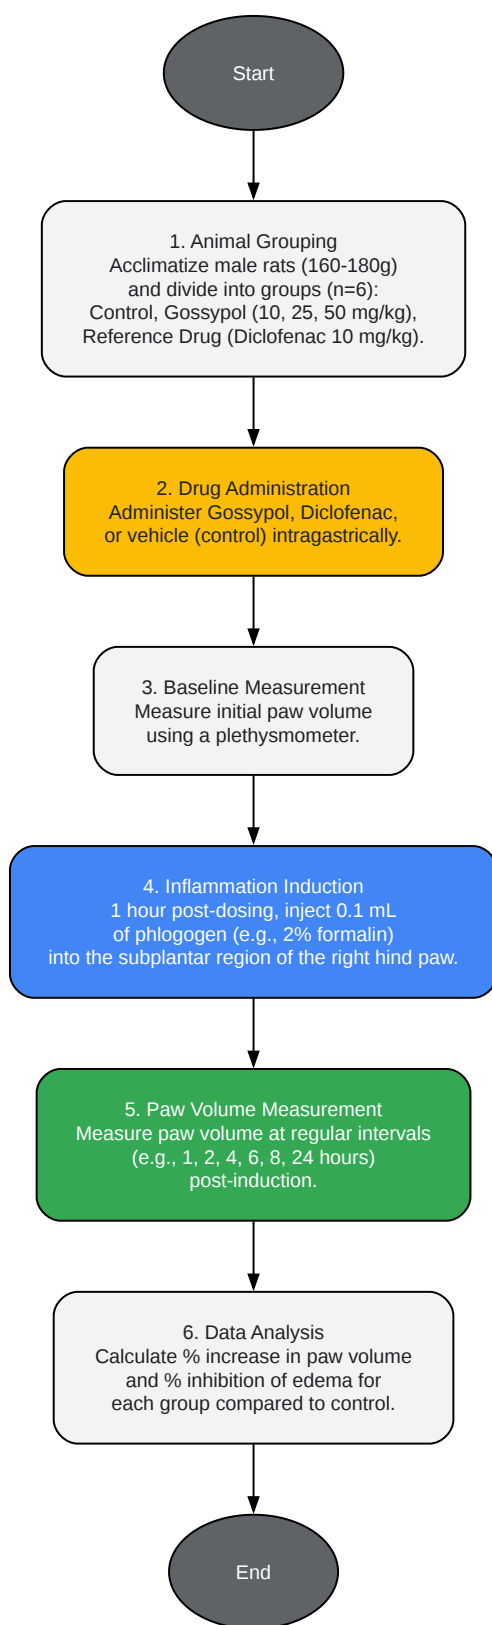 Start
1. Animal Grouping
Acclimatize male rats (160-180g)
and divide into groups (n=6):
Control, Gossypol (10, 25, 50 mg/kg),
Reference Drug (Diclofenac 10 mg/kg).
2. Drug Administration
Administer Gossypol, Diclofenac,
or vehicle (control) intragastrically.
3. Baseline Measurement
Measure initial paw volume
using a plethysmometer.
4. Inflammation Induction
1 hour post-dosing, inject 0.1 mL
of phlogogen (e.g., 2% formalin)
into the subplantar region of the right hind paw.
5. Paw Volume Measurement
Measure paw volume at regular intervals
(e.g., 1, 2, 4, 6, 8, 24 hours)
post-induction.
6. Data Analysis
Calculate % increase in paw volume
and % inhibition of edema for
each group compared to control.
End